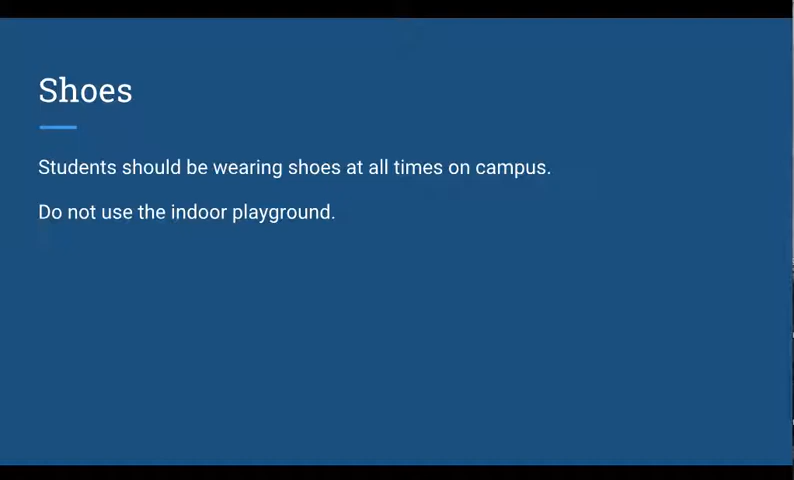 Shoes
Students should be wearing shoes at all times on campus.
Do not use the indoor playground.